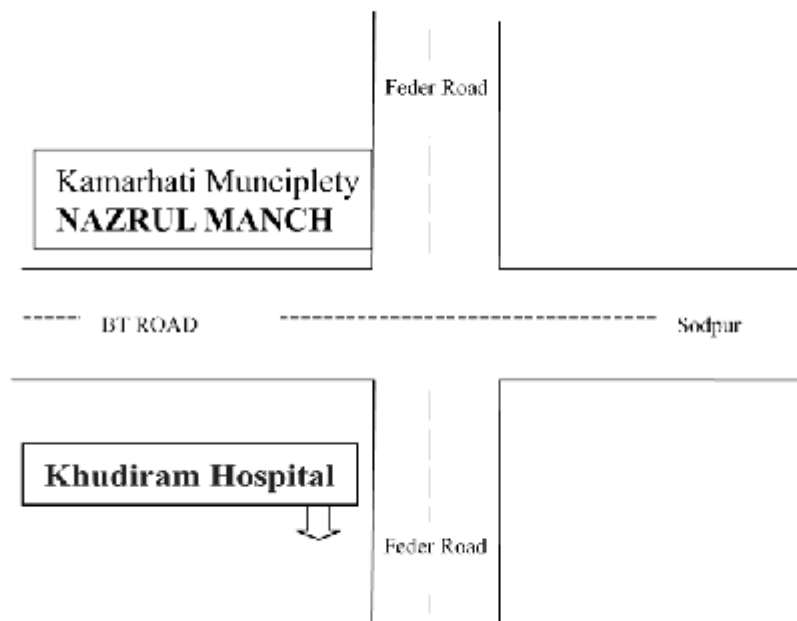 Feder Road
Kamarhati Munciplety
NAZRUL MANCH
BT ROAD
Sodpur
Khudiram Hospital
Feder Road